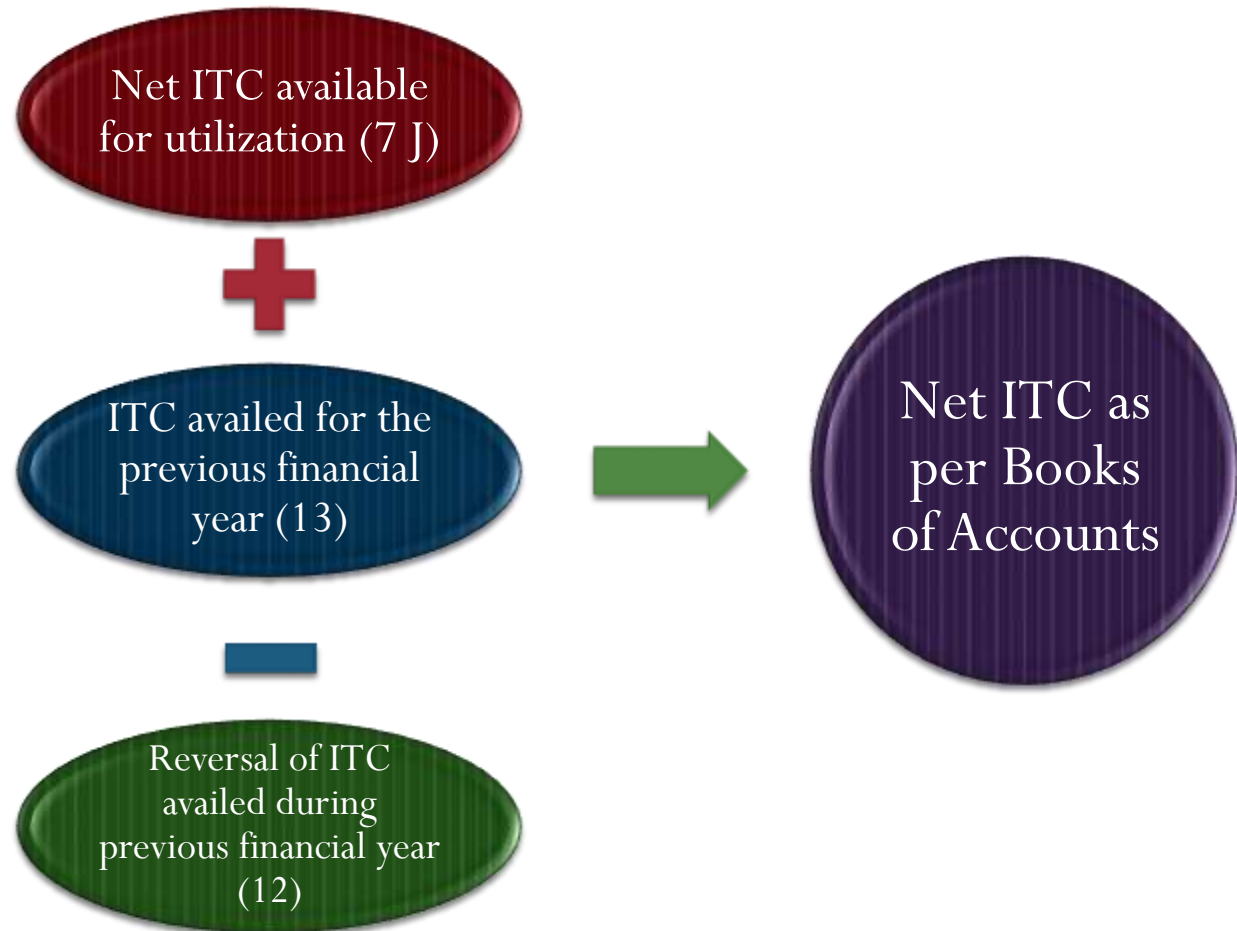 Net ITC available
for utilization (7 J)
ITC availed for the
previous financial
year (13)
Reversal of ITC
availed during
previous financial year
(12)
Net ITC as
per Books
of Accounts